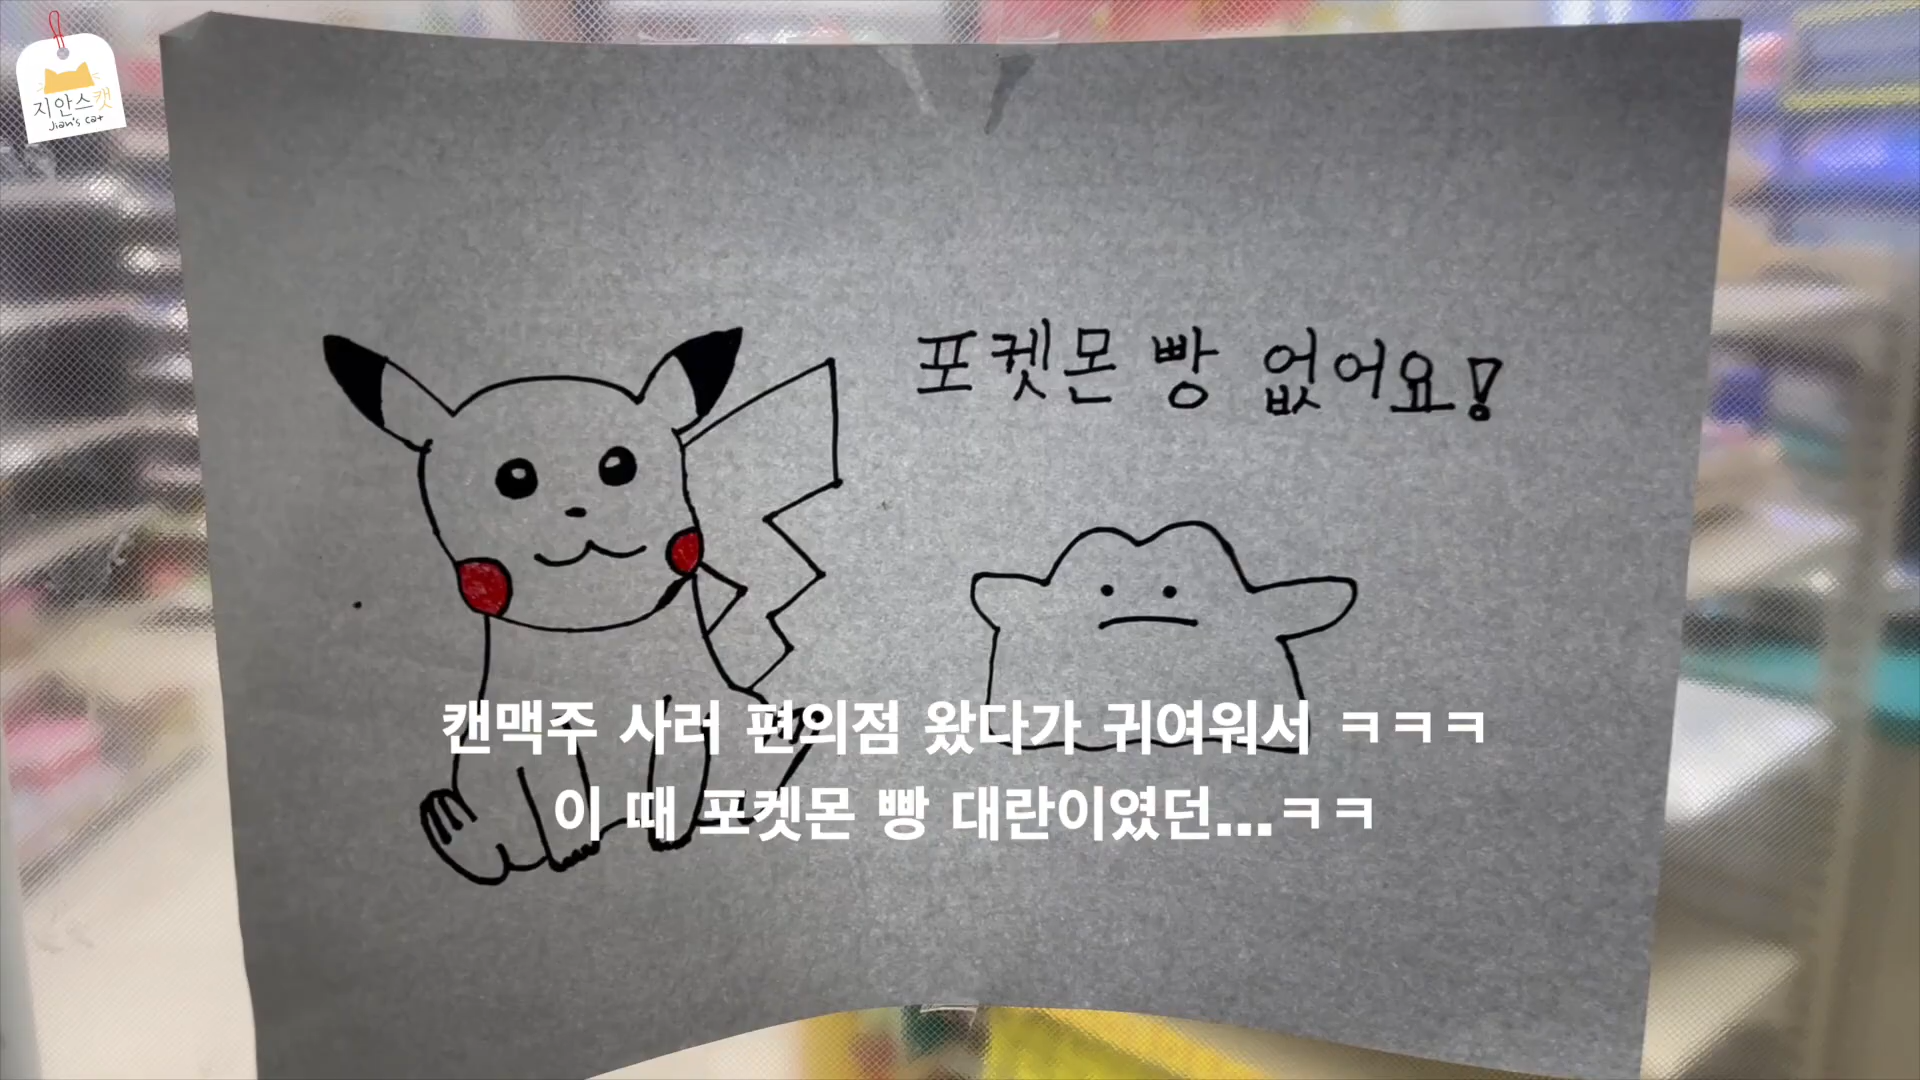 지안스캣
Jian's cat
포켓몬 빵 없어요!
캔맥주 사러 편의점 왔다가 귀여워서 ㅋㅋㅋ
이 때 포켓몬 빵 대란이였던...ㅋㅋ